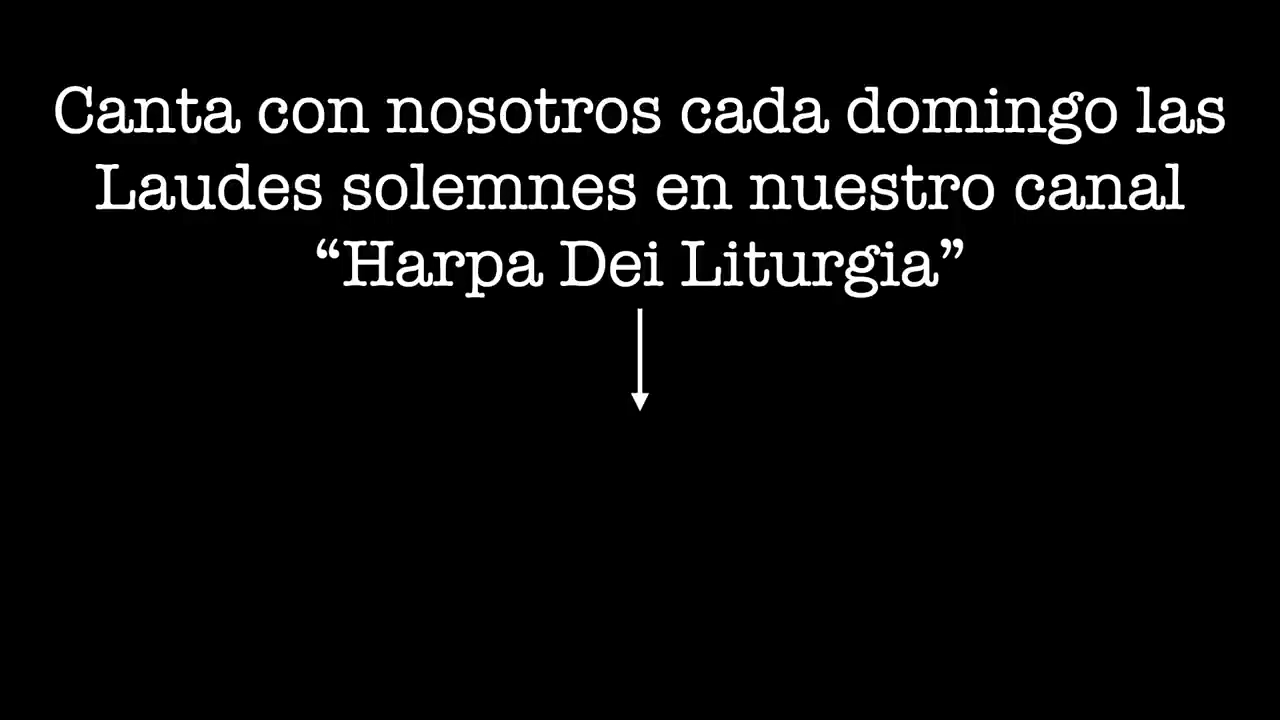 Canta con nosotros cada domingo las
Laudes solemnes en nuestro canal
“Harpa Dei Liturgia”